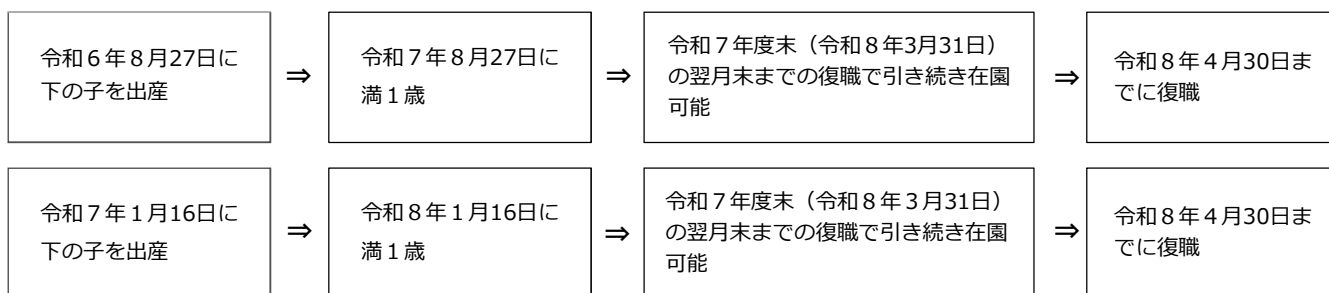 令和６年８月27日に
下の子を出産
⇒
令和７年８月27日に
満１歳
⇒
令和７年度末（令和８年3月31日）
の翌月末までの復職で引き続き在園
可能
⇒
令和８年４月30日ま
でに復職
令和７年１月16日に
下の子を出産
⇒
令和８年１月16日に
満１歳
⇒
令和７年度末（令和８年３月31日）
の翌月末までの復職で引き続き在園
可能
⇒
令和８年４月30日ま
でに復職